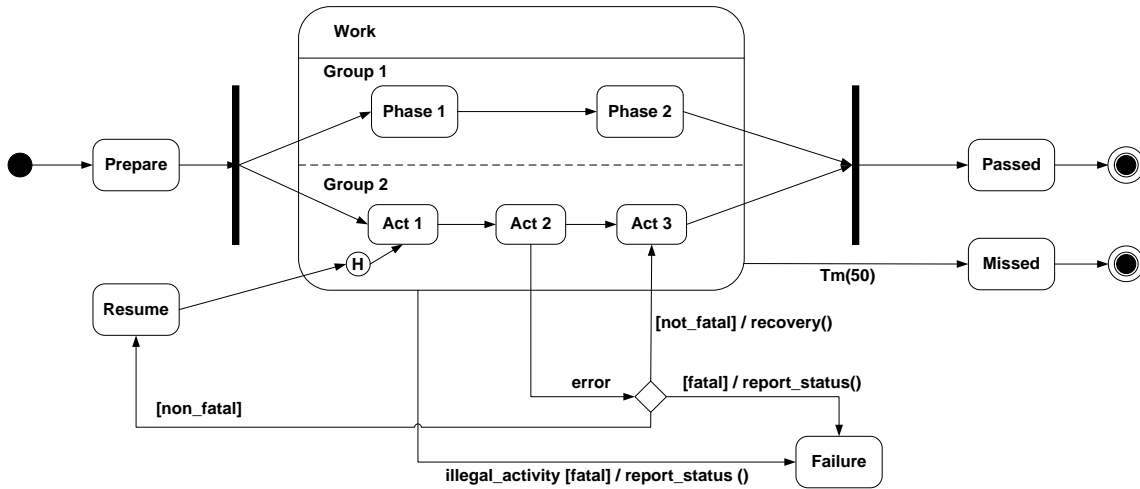 Work
Group 1
Phase 1
Phase 2
Prepare
Passed
Group 2
Act 1
Act 2
Act 3
H
Missed
Tm(50)
Resume
[not_fatal] / recovery()
error
[fatal] / report_status()
[non_fatal]
Failure
illegal_activity [fatal] / report_status ()